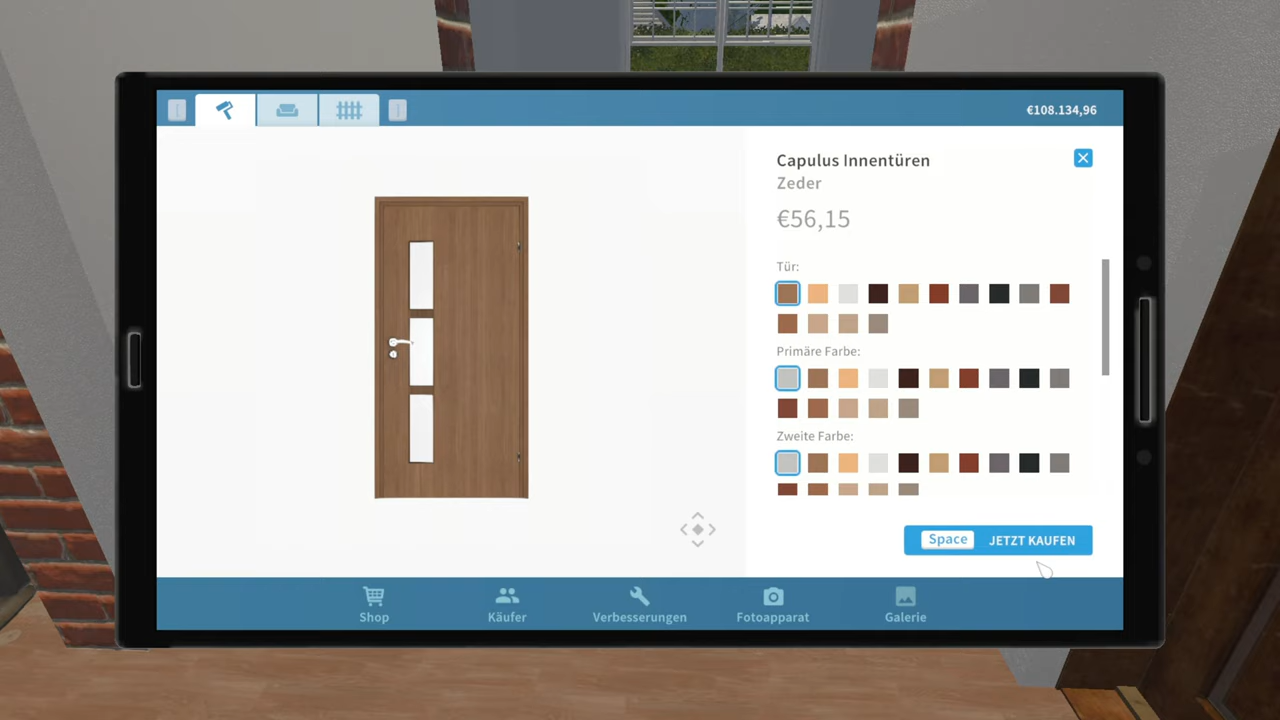 €108.134,96
Capulus Innentüren
Zeder
€56,15
Tür:
Primäre Farbe:
Zweite Farbe:
Space JETZT KAUFEN
Shop
Käufer
Verbesserungen
Fotoapparat
Galerie